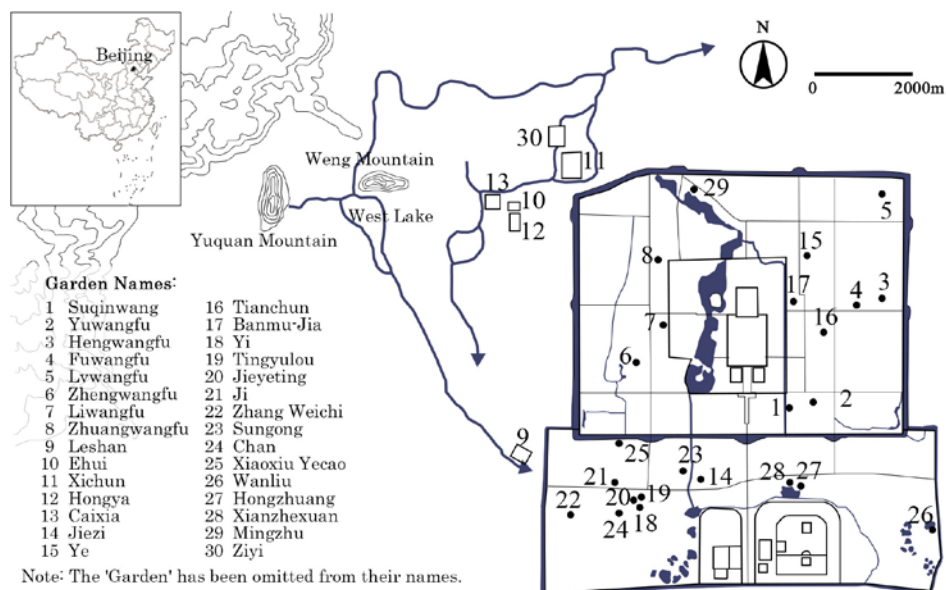 Beijing
N
2000m
30
Weng Mountain
11
13
10
West Lake
12
Yuquan Mountain
29
5
8
15
17
4
3
7
16
6
1
2
9
25
23
14
28
27
21
20
19
22
24
18
26
Garden Names:
1 Suqinwang
2 Yuwangfu
3 Hengwangfu
4 Fuwangfu
5 Lvwangfu
6 Zhengwangfu
7 Liwangfu
8 Zhuangwangfu
9 Leshan
10 Ehui
11 Xichun
12 Hongya
13 Caixia
14 Jiezi
15 Ye
16 Tianchun
17 Banmu-Jia
18 Yi
19 Tingyulou
20 Jieyeting
21 Ji
22 Zhang Weichi
23 Sungong
24 Chan
25 Xiaoxiu Yecao
26 Wanliu
27 Hongzhuang
28 Xianzhexuan
29 Mingzhu
30 Ziyi
Note: The 'Garden' has been omitted from their names.